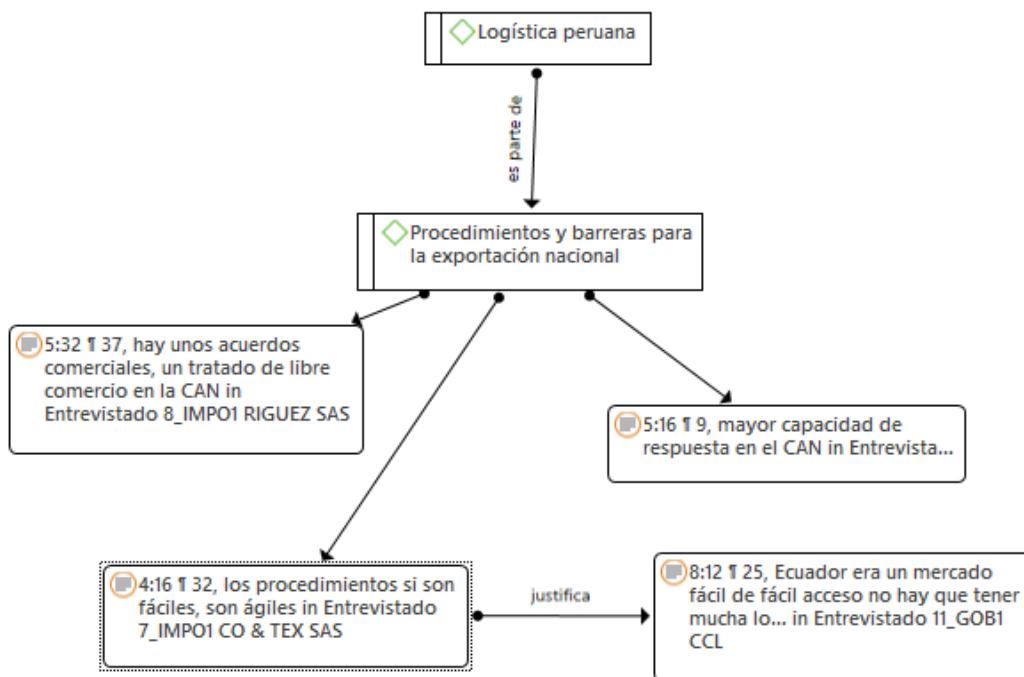 Logística peruana
es parte de
Procedimientos y barreras para
la exportación nacional
5:32 ¶ 37, hay unos acuerdos
comerciales, un tratado de libre
comercio en la CAN in
Entrevistado 8_IMPO1 RIGUEZ SAS
5:16 ¶ 9, mayor capacidad de
respuesta en el CAN in Entrevista...
4:16 ¶ 32, los procedimientos si son
fáciles, son ágiles in Entrevistado
7_IMPO1 CO & TEX SAS
justifica
8:12 ¶ 25, Ecuador era un mercado
fácil de fácil acceso no hay que tener
mucha lo... in Entrevistado 11_GOB1
CCL